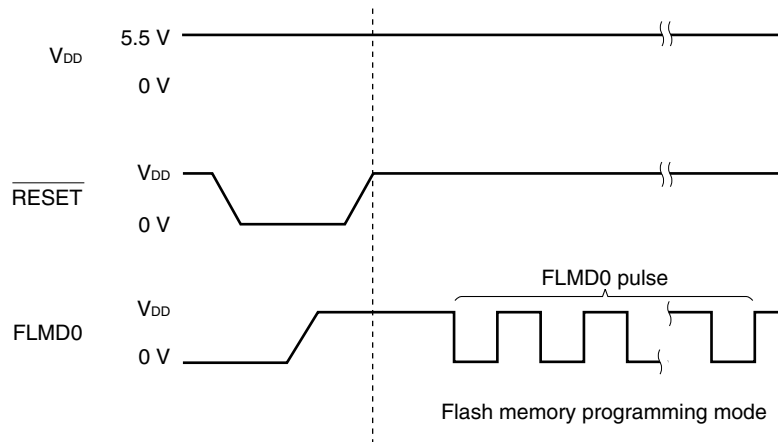 5.5 V
VDD
0 V
VDD
RESET
0 V
FLMD0 pulse
VDD
FLMD0
0 V
Flash memory programming mode